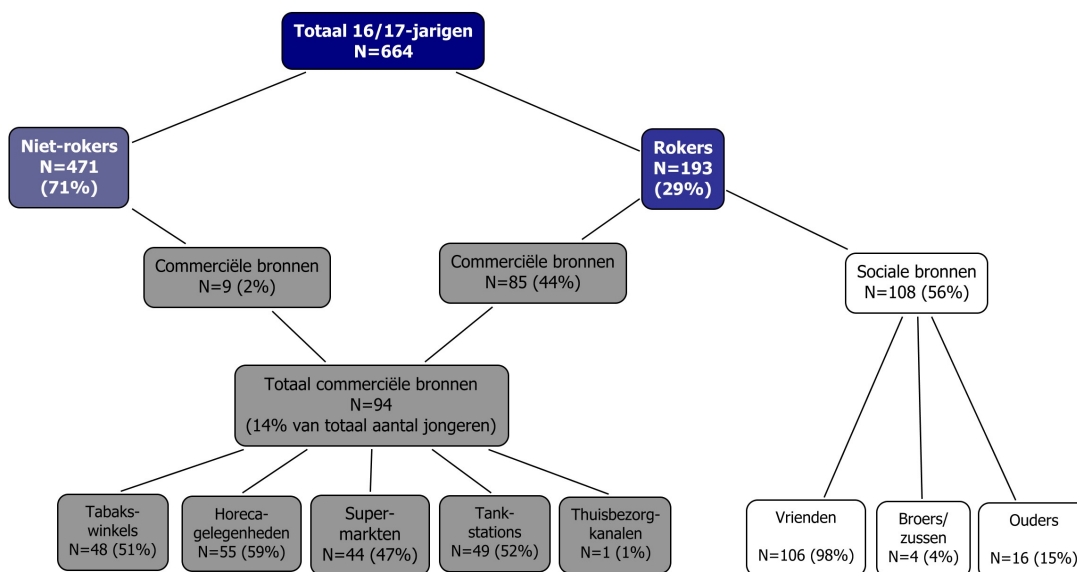 Totaal 16/17-jarigen
N=664
Niet-rokers
N=471
(71%)
Rokers
N=193
(29%)
Commerciële bronnen
N=9 (2%)
Commerciële bronnen
N=85 (44%)
Sociale bronnen
N=108 (56%)
Totaal commerciële bronnen
N=94
(14% van totaal aantal jongeren)
Tabaks-
winkels
N=48 (51%)
Horeca-
gelegenheden
N=55 (59%)
Super-
markten
N=44 (47%)
Tank-
stations
N=49 (52%)
Thuisbezorg-
kanalen
N=1 (1%)
Vrienden
N=106 (98%)
Broers/
zussen
N=4 (4%)
Ouders
N=16 (15%)